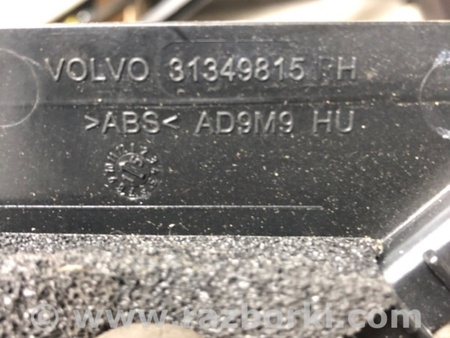 VOLVO 31349815 RH
>ABS< AD9M9 HU
www.razborki.com